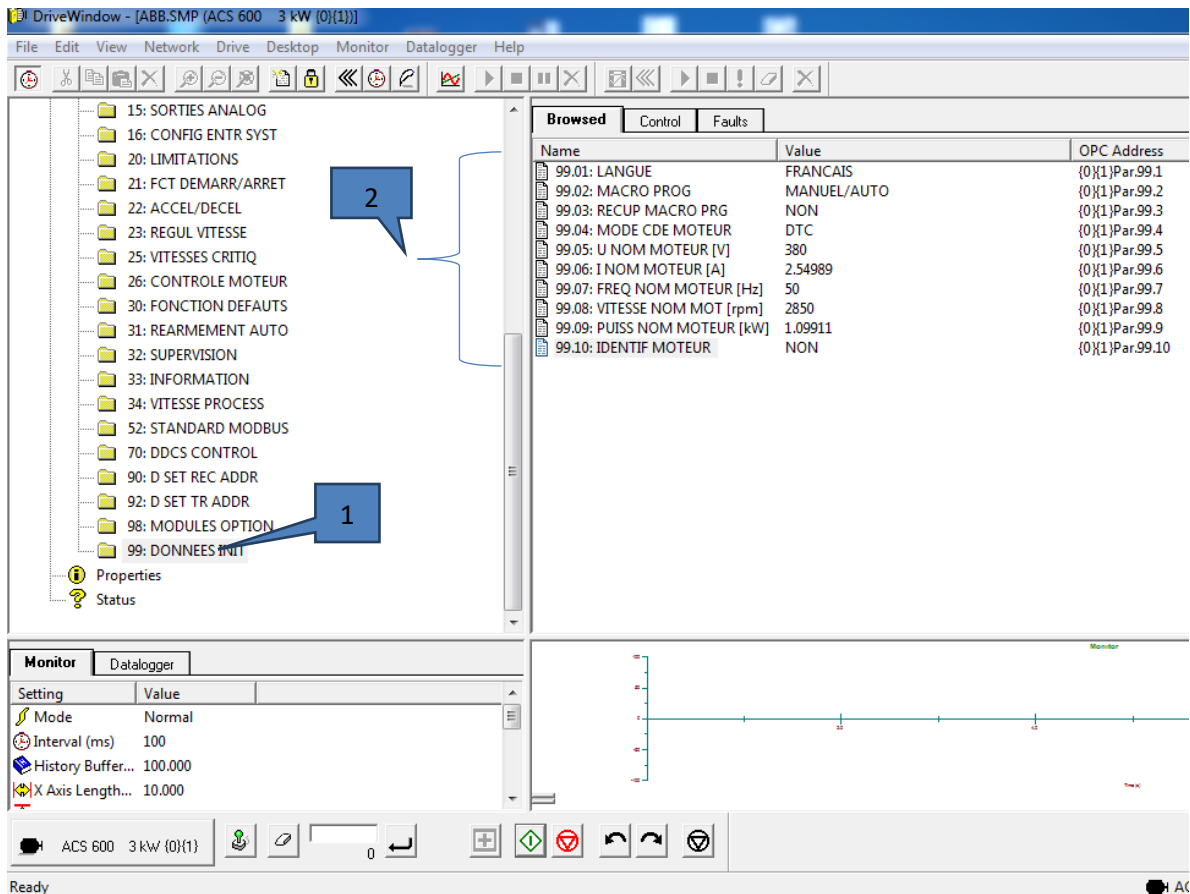 DriveWindow - [ABB.SMP (ACS 600 3 kW {0}{1})]
File Edit View Network Drive Desktop Monitor Datalogger Help
15: SORTIES ANALOG
16: CONFIG ENTR SYST
20: LIMITATIONS
21: FCT DEMARR/ARRET
22: ACCEL/DECEL
23: REGUL VITESSE
25: VITESSES CRITIQ
26: CONTROLE MOTEUR
30: FONCTION DEFAUTS
31: REARMEMENT AUTO
32: SUPERVISION
33: INFORMATION
34: VITESSE PROCESS
52: STANDARD MODBUS
70: DDCS CONTROL
90: D SET REC ADDR
92: D SET TR ADDR
98: MODULES OPTION
99: DONNEES INIT
Properties
Status
2
1
Browsed Control Faults
Name Value OPC Address
99.01: LANGUE FRANCAIS {0}{1}Par.99.1
99.02: MACRO PROG MANUEL/AUTO {0}{1}Par.99.2
99.03: RECUP MACRO PRG NON {0}{1}Par.99.3
99.04: MODE CDE MOTEUR DTC {0}{1}Par.99.4
99.05: U NOM MOTEUR [V] 380 {0}{1}Par.99.5
99.06: I NOM MOTEUR [A] 2.54989 {0}{1}Par.99.6
99.07: FREQ NOM MOTEUR [Hz] 50 {0}{1}Par.99.7
99.08: VITESSE NOM MOT [rpm] 2850 {0}{1}Par.99.8
99.09: PUISS NOM MOTEUR [kW] 1.09911 {0}{1}Par.99.9
99.10: IDENTIF MOTEUR NON {0}{1}Par.99.10
Monitor Datalogger
Setting Value
Mode Normal
Interval (ms) 100
History Buffer... 100.000
X Axis Length... 10.000
Monitor
ACS 600 3 kW {0}{1}
0
Ready
AC